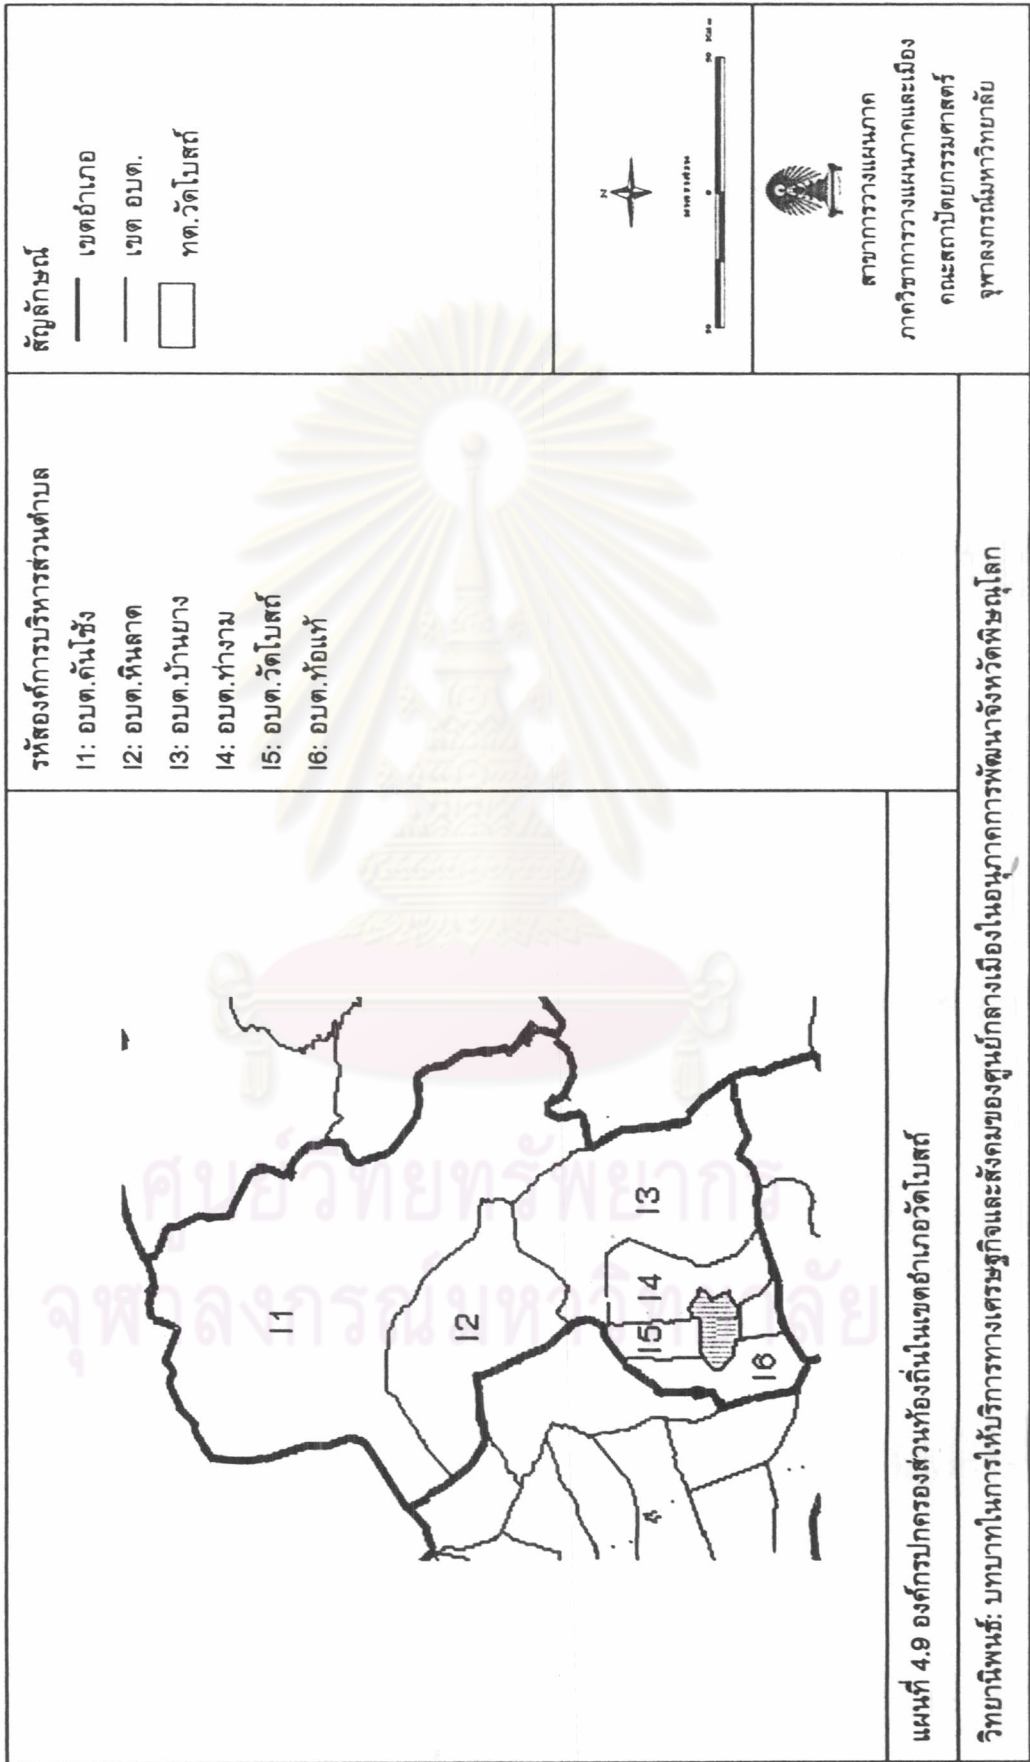 สัญลักษณ์
เขตอำเภอ
เขต อบต.
ทต.วัดโบสถ์
N
มาตราส่วน
0
สาขาการวางแผนภาค
ภาควิชาการวางแผนภาคและเมือง
คณะสถาปัตยกรรมศาสตร์
จุฬาลงกรณ์มหาวิทยาลัย
รหัสองค์การบริหารส่วนตำบล
I1: อบต.คันโช้ง
I2: อบต.หินลาด
I3: อบต.บ้านยาง
I4: อบต.ท่างาม
I5: อบต.วัดโบสถ์
I6: อบต.ท้อแท้
I1
I2
I3
I4
I5
I6
ศูนย์วิทยทรัพยากร
จุฬาลงกรณ์มหาวิทยาลัย
แผนที่ 4.9 องค์กรปกครองส่วนท้องถิ่นในเขตอำเภอวัดโบสถ์
วิทยานิพนธ์: บทบาทในการให้บริการทางเศรษฐกิจและสังคมของศูนย์กลางเมืองในอนุภาคการพัฒนาจังหวัดพิษณุโลก